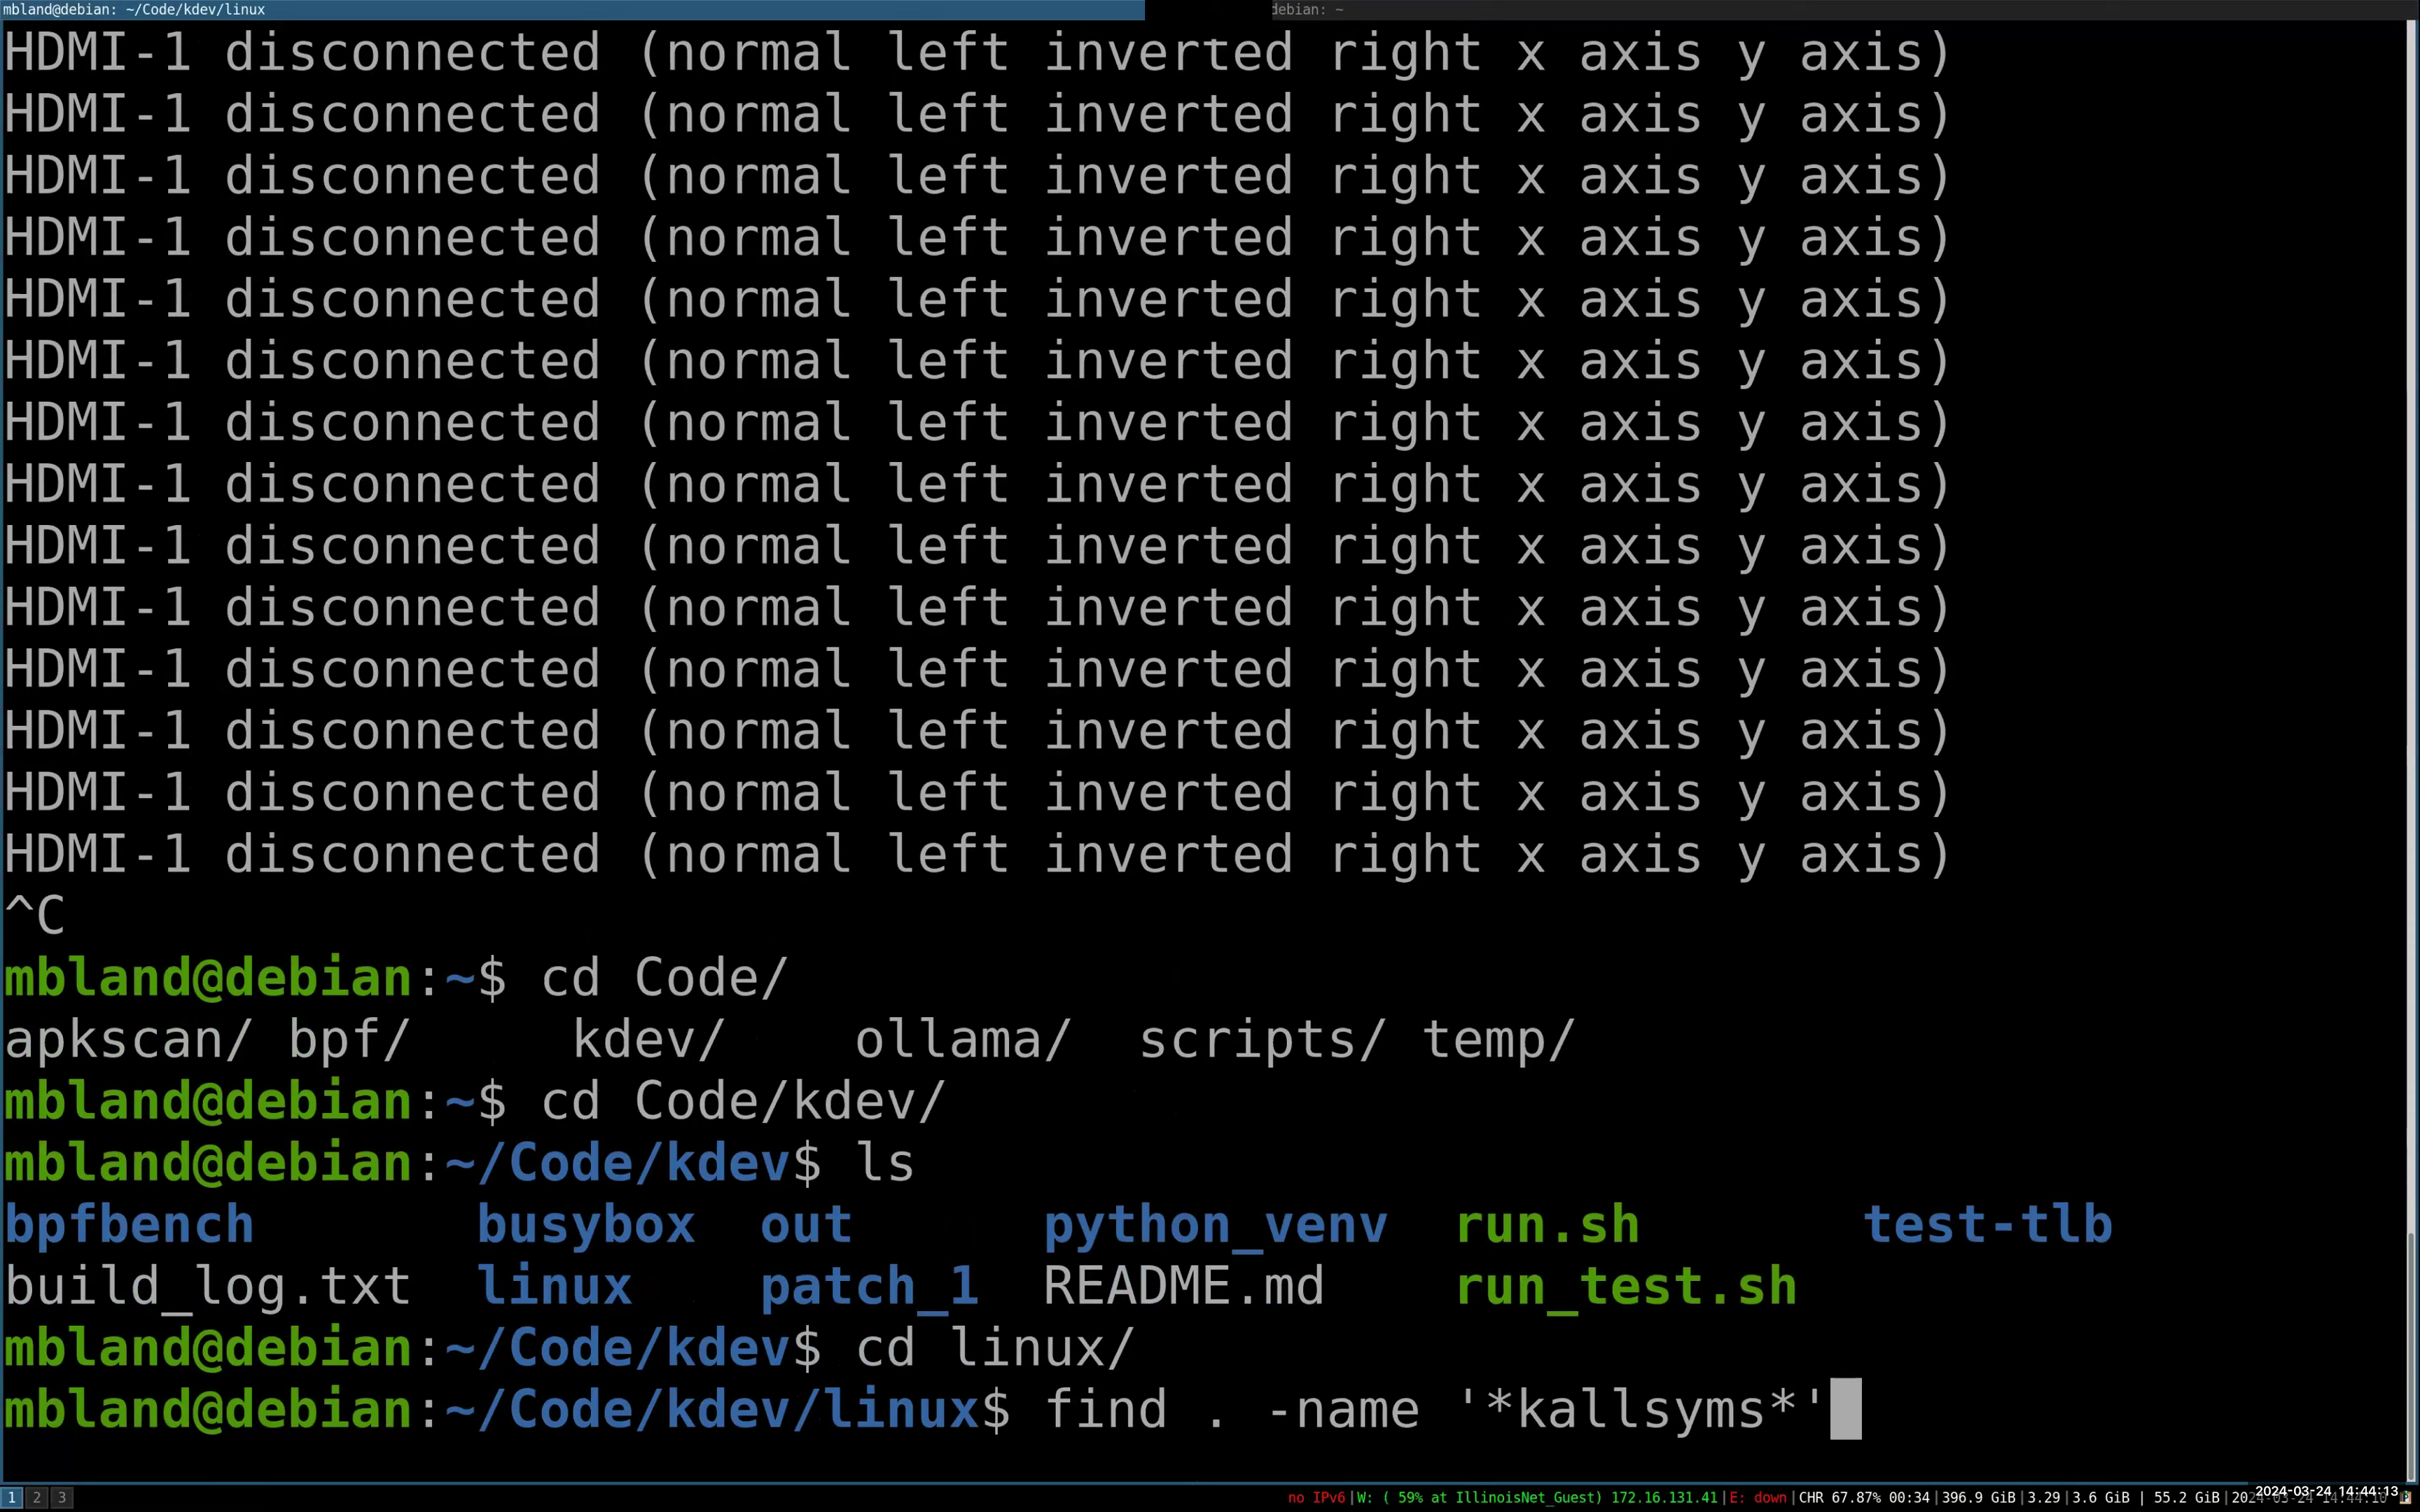 mbland@debian: ~/Code/kdev/linux debian: ~
HDMI-1 disconnected (normal left inverted right x axis y axis)
HDMI-1 disconnected (normal left inverted right x axis y axis)
HDMI-1 disconnected (normal left inverted right x axis y axis)
HDMI-1 disconnected (normal left inverted right x axis y axis)
HDMI-1 disconnected (normal left inverted right x axis y axis)
HDMI-1 disconnected (normal left inverted right x axis y axis)
HDMI-1 disconnected (normal left inverted right x axis y axis)
HDMI-1 disconnected (normal left inverted right x axis y axis)
HDMI-1 disconnected (normal left inverted right x axis y axis)
HDMI-1 disconnected (normal left inverted right x axis y axis)
HDMI-1 disconnected (normal left inverted right x axis y axis)
HDMI-1 disconnected (normal left inverted right x axis y axis)
HDMI-1 disconnected (normal left inverted right x axis y axis)
HDMI-1 disconnected (normal left inverted right x axis y axis)
^C
mbland@debian:~$ cd Code/
apkscan/ bpf/ kdev/ ollama/ scripts/ temp/
mbland@debian:~$ cd Code/kdev/
mbland@debian:~/Code/kdev$ ls
bpfbench busybox out python_venv run.sh test-tlb
build_log.txt linux patch_1 README.md run_test.sh
mbland@debian:~/Code/kdev$ cd linux/
mbland@debian:~/Code/kdev/linux$ find . -name '*kallsyms*'
1 2 3 no IPv6|W: ( 59% at IllinoisNet_Guest) 172.16.131.41|E: down|CHR 67.87% 00:34|396.9 GiB|3.29|3.6 GiB | 55.2 GiB|2024-03-24 14:44:13